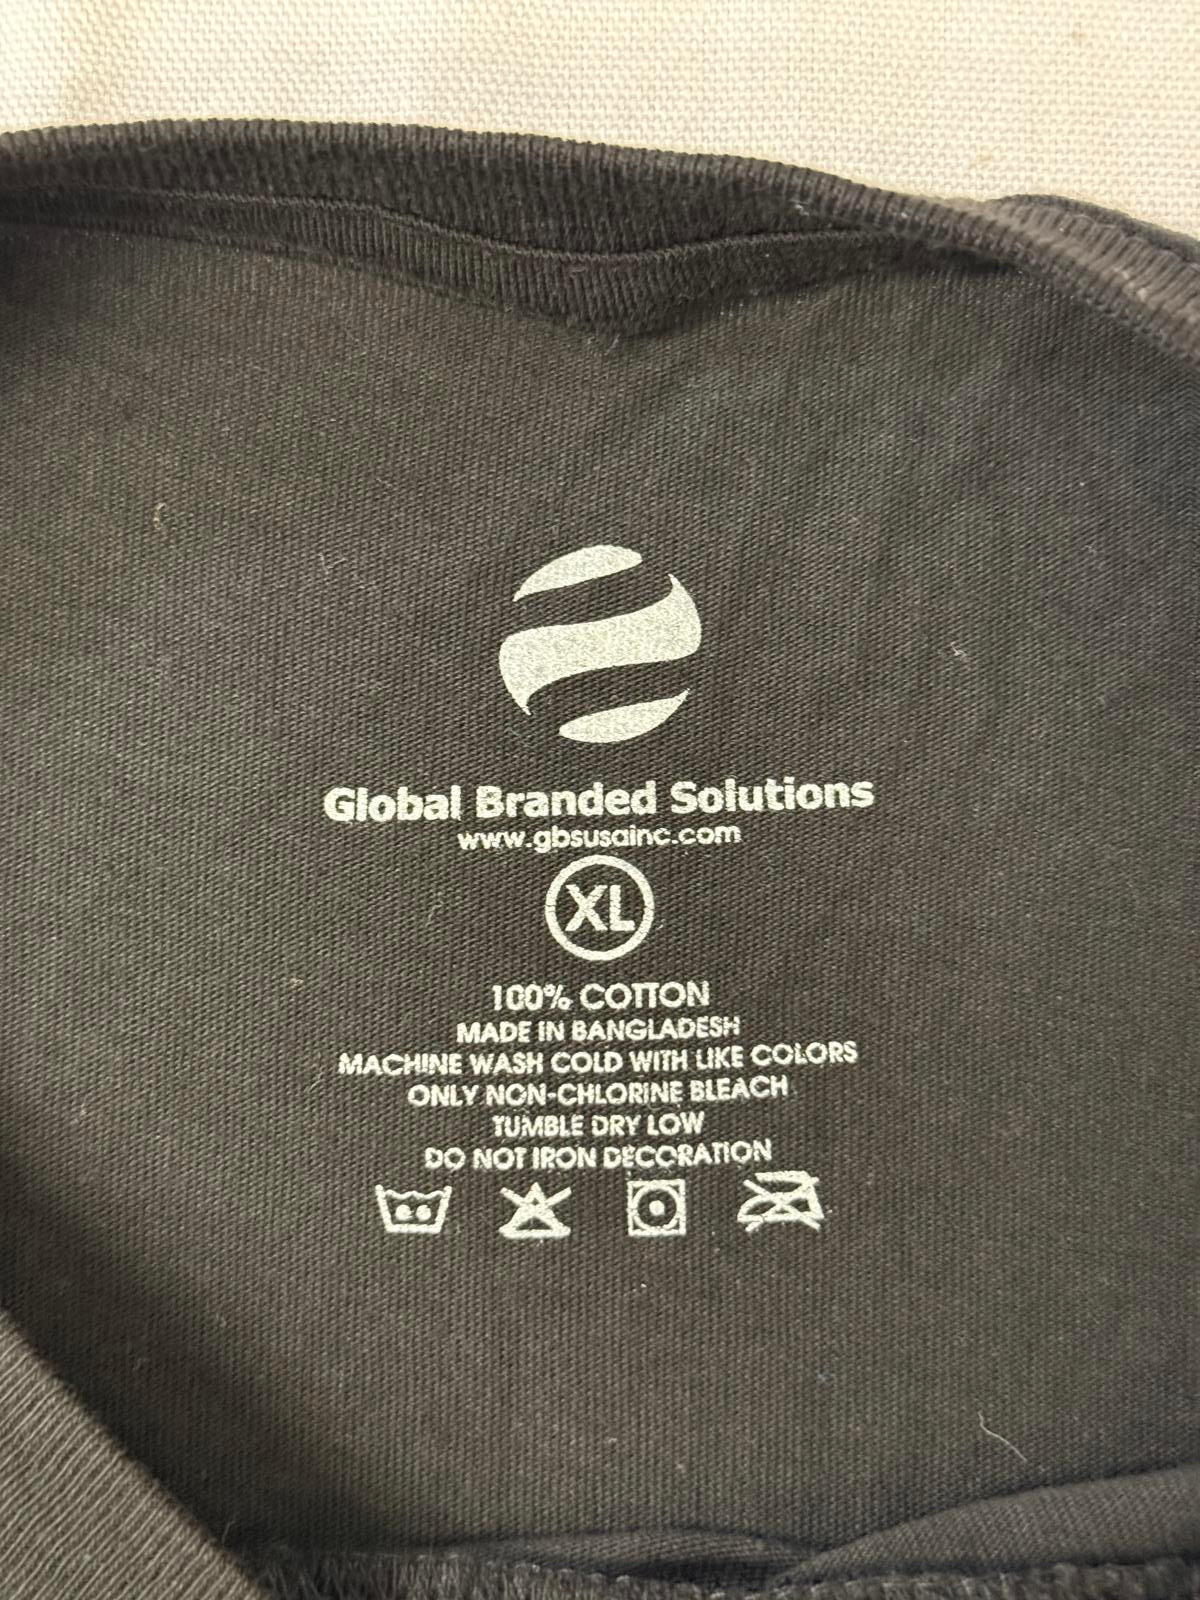 Global Branded Solutions
www.gbsusainc.com
XL
100% COTTON
MADE IN BANGLADESH
MACHINE WASH COLD WITH LIKE COLORS
ONLY NON-CHLORINE BLEACH
TUMBLE DRY LOW
DO NOT IRON DECORATION